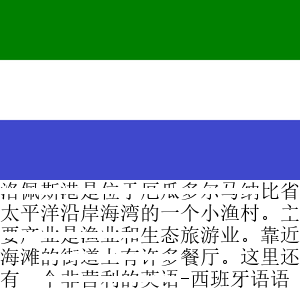 洛佩斯港是位于厄瓜多尔马纳比省
太平洋沿岸海湾的一个小渔村。主
要产业是渔业和生态旅游业。靠近
海滩的街道上有许多餐厅。这里还
有一个非营利的英语-西班牙语语